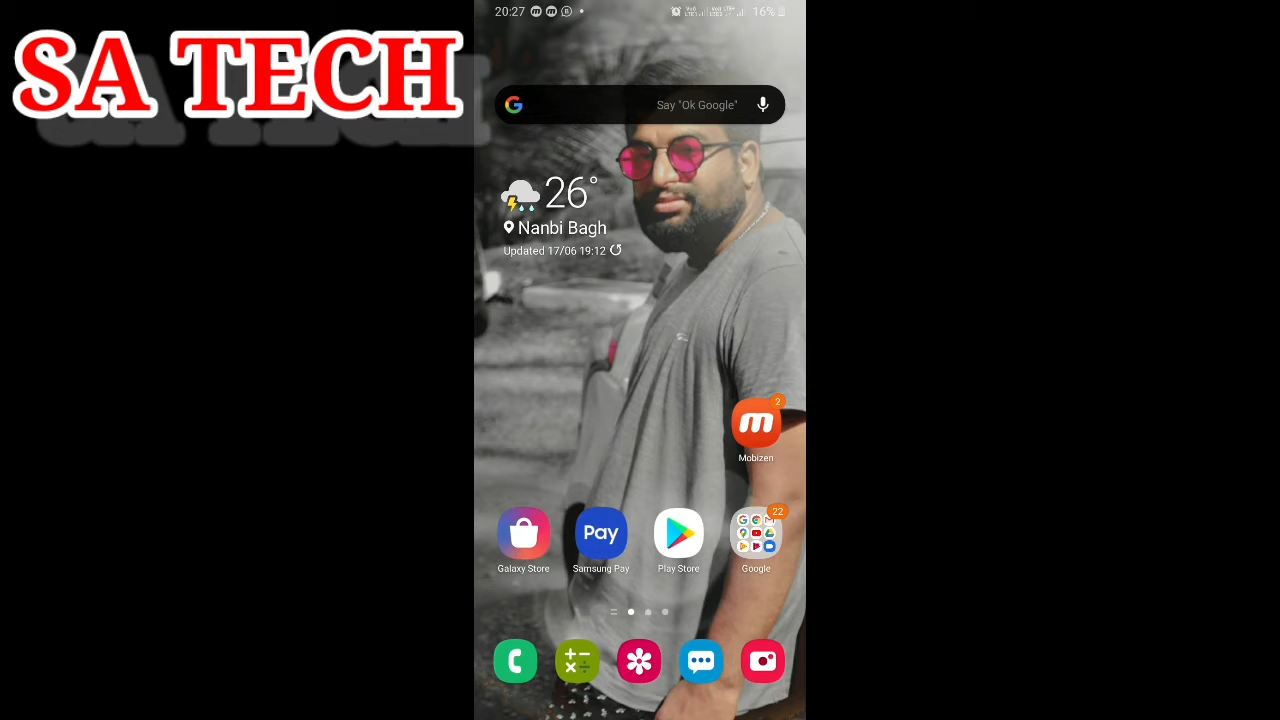 SA TECH
20:27
16%
Say "Ok Google"
26°
Nanbi Bagh
Updated 17/06 19:12
2
Mobizen
22
Pay
Galaxy Store
Samsung Pay
Play Store
Google